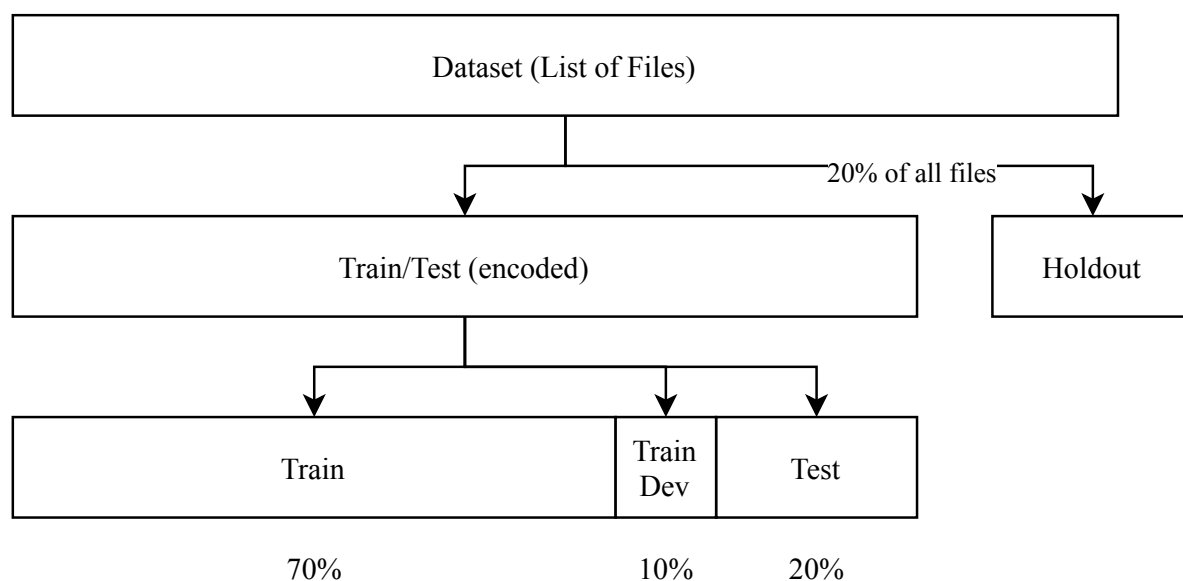 Dataset (List of Files)
20% of all files
Train/Test (encoded)
Holdout
Train
Train
Dev
Test
70%
10%
20%